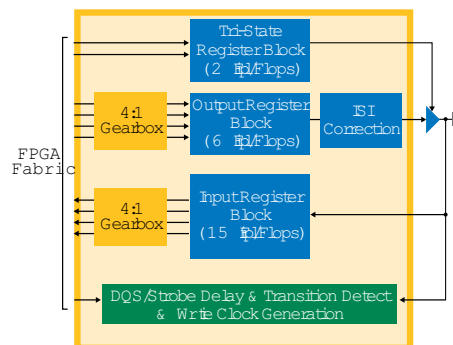 Tri-State
Register Block
(2 Flip/Flops)
4:1
Gearbox
Output Register
Block
(6 Flip/Flops)
ISI
Correction
FPGA
Fabric
4:1
Gearbox
Input Register
Block
(15 Flip/Flops)
DQS/Strobe Delay & Transition Detect
& Write Clock Generation